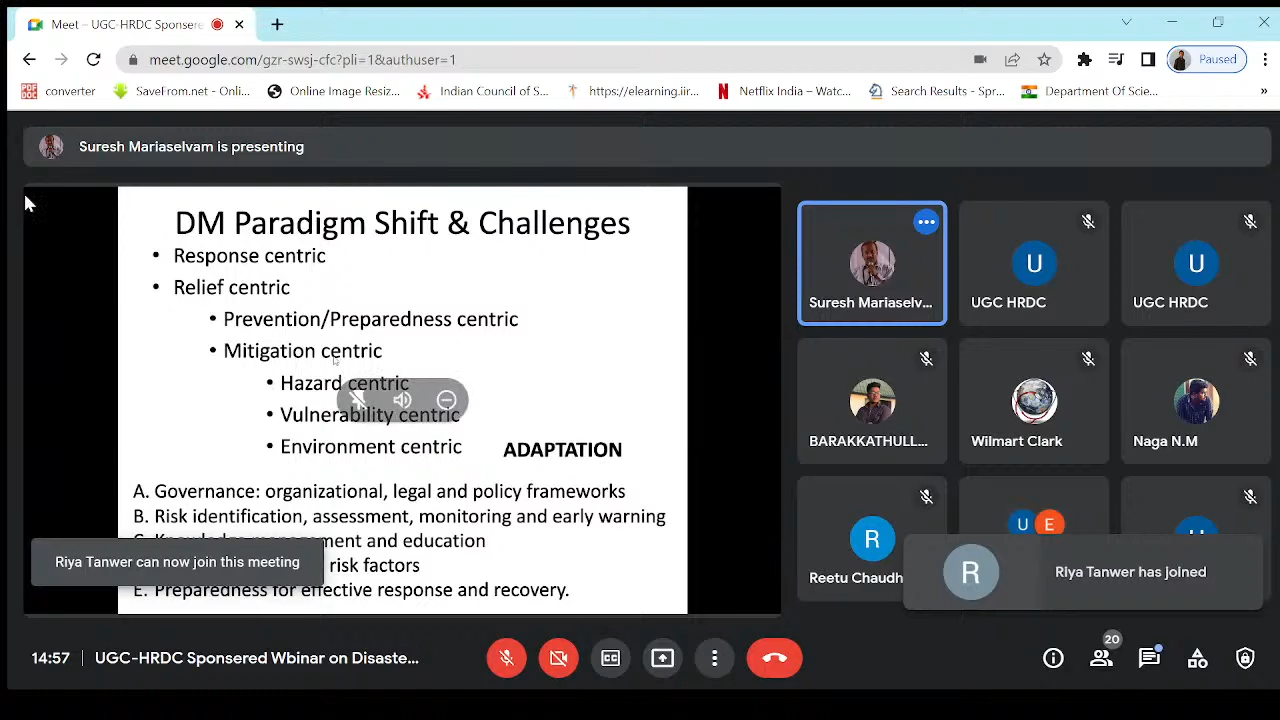 Meet – UGC-HRDC Sponsere
meet.google.com/gzr-swsj-cfc?pli=1&authuser=1
Paused
PDF DOC converter
SaveFrom.net - Onli...
Online Image Resiz...
Indian Council of S...
https://elearning.iir...
Netflix India – Watc...
Search Results - Spr...
Department Of Scie...
»
Suresh Mariaselvam is presenting
DM Paradigm Shift & Challenges
• Response centric
• Relief centric
• Prevention/Preparedness centric
• Mitigation centric
• Hazard centric
• Vulnerability centric
• Environment centric
ADAPTATION
A. Governance: organizational, legal and policy frameworks
B. Risk identification, assessment, monitoring and early warning
C. Knowledge management and education
risk factors
E. Preparedness for effective response and recovery.
Riya Tanwer can now join this meeting
Suresh Mariaselv...
U
UGC HRDC
U
UGC HRDC
BARAKKATHULL...
Wilmart Clark
Naga N.M
R
Reetu Chaudh
U E
R
Riya Tanwer has joined
14:57
UGC-HRDC Sponsered Wbinar on Disaste...
20